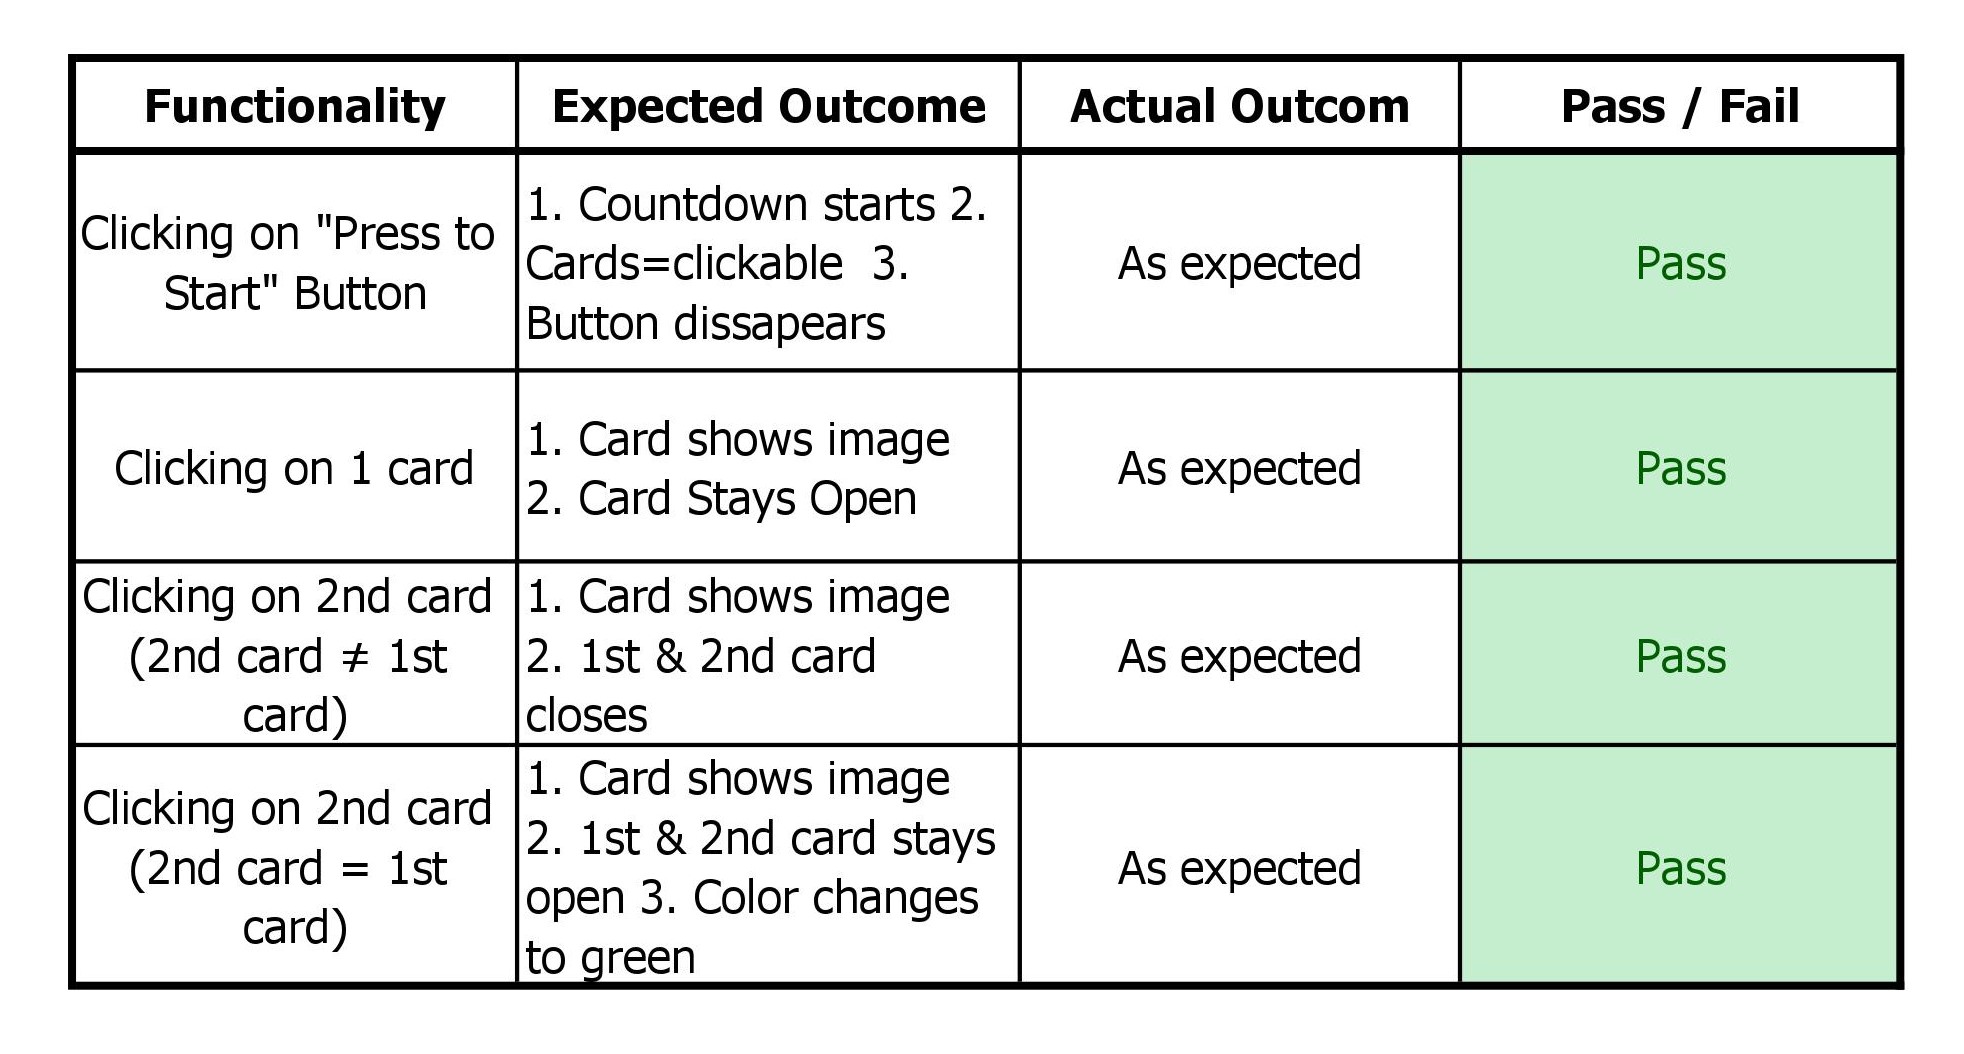 Functionality
Expected Outcome
Actual Outcom
Pass / Fail
Clicking on "Press to
Start" Button
1. Countdown starts 2.
Cards=clickable  3.
Button dissapears
As expected
Pass
Clicking on 1 card
1. Card shows image
2. Card Stays Open
As expected
Pass
Clicking on 2nd card
(2nd card ≠ 1st
card)
1. Card shows image
2. 1st & 2nd card
closes
As expected
Pass
Clicking on 2nd card
(2nd card = 1st
card)
1. Card shows image
2. 1st & 2nd card stays
open 3. Color changes
to green
As expected
Pass